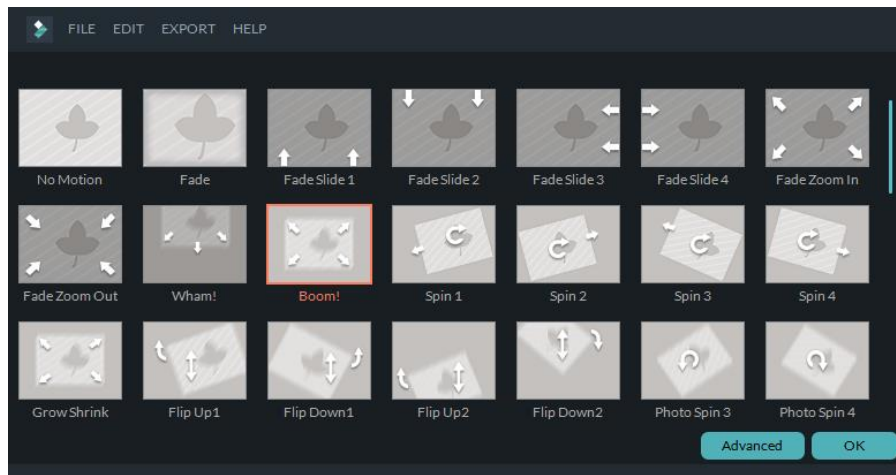 FILE EDIT EXPORT HELP
No Motion Fade Fade Slide 1 Fade Slide 2 Fade Slide 3 Fade Slide 4 Fade Zoom In
Fade Zoom Out Wham! Boom! Spin 1 Spin 2 Spin 3 Spin 4
Grow Shrink Flip Up1 Flip Down1 Flip Up2 Flip Down2 Photo Spin 3 Photo Spin 4
Advanced OK